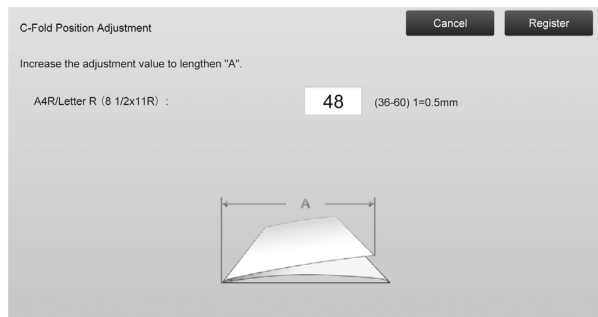 C-Fold Position Adjustment
Cancel
Register
Increase the adjustment value to lengthen "A".
A4R/Letter R (8 1/2x11R) :
48
(36-60) 1=0.5mm
A